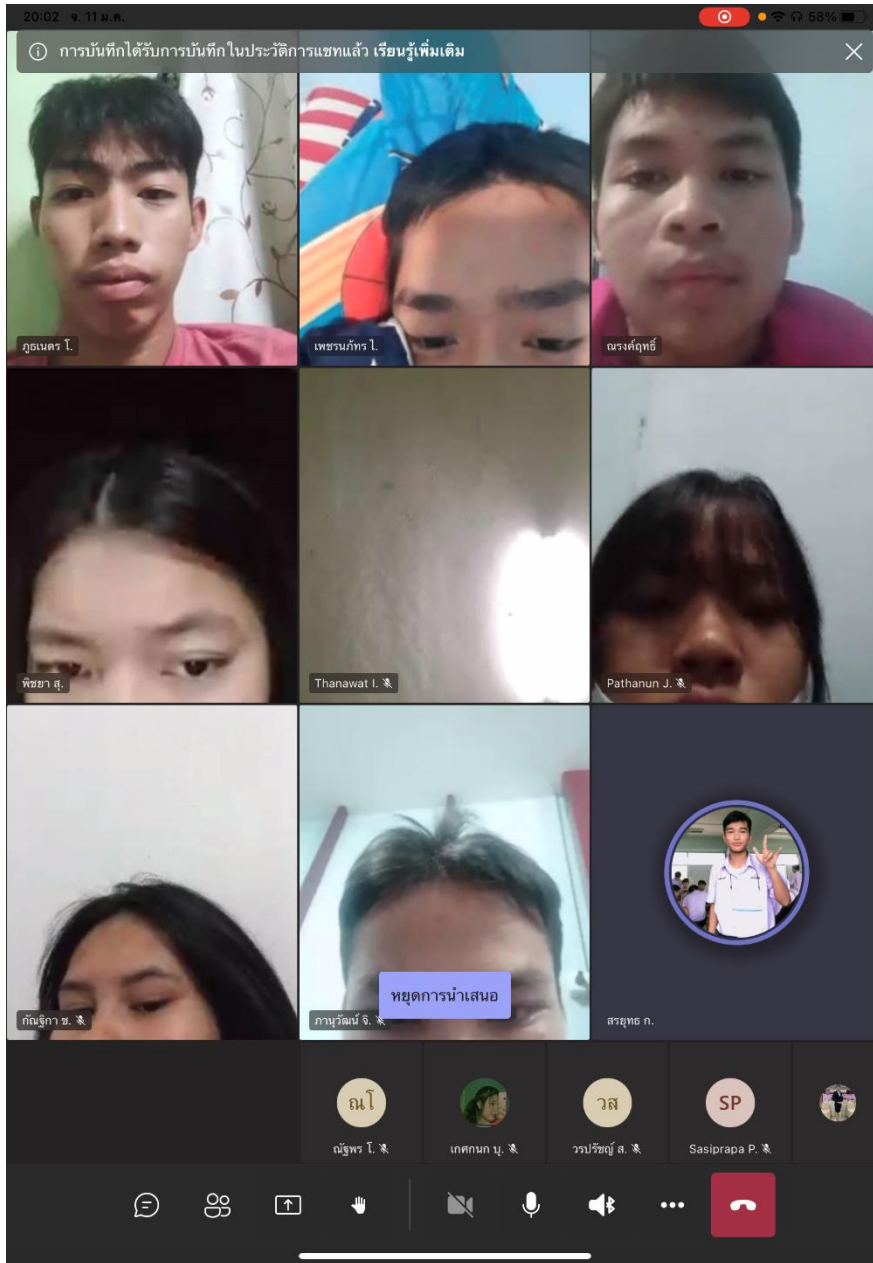 20:02 จ. 11 ม.ค.
58%
การบันทึกได้รับการบันทึกในประวัติการแชทแล้ว เรียนรู้เพิ่มเติม
ภูธเนตร โ.
เพชรนภัทร ไ.
ณรงค์ฤทธิ์
พิชยา สุ.
Thanawat I.
Pathanun J.
กัณฐิกา ช.
ภานุวัฒน์ จิ.
หยุดการนำเสนอ
สรยุทธ ก.
ณโ
วส
SP
ณัฐพร โ.
เกศกนก บุ.
วรปรัชญ์ ส.
Sasiprapa P.